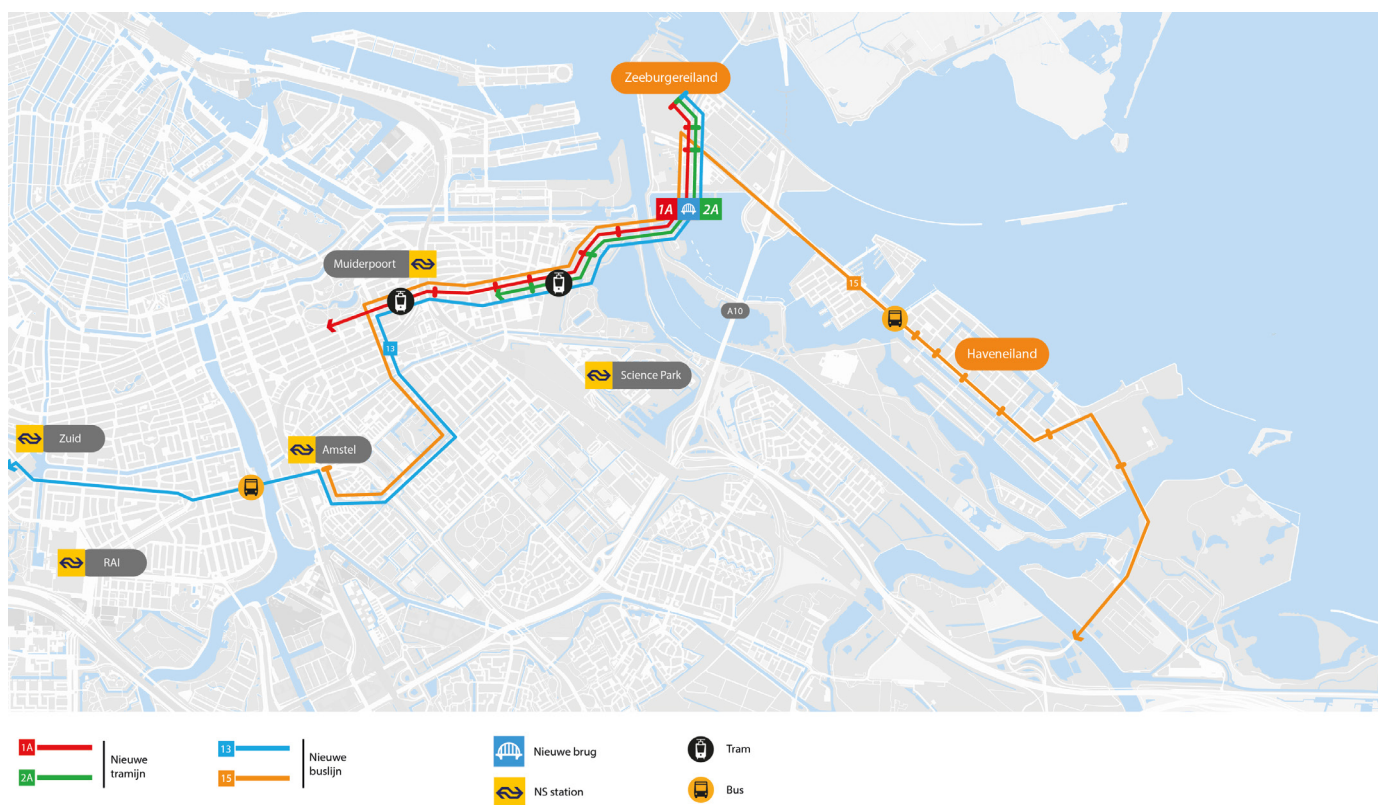 Zeeburgereiland
1A
2A
Muiderpoort
15
A10
13
Haveneiland
Science Park
Zuid
Amstel
RAI
1A
2A
Nieuwe
tramijn
13
15
Nieuwe
buslijn
Nieuwe brug
NS station
Tram
Bus